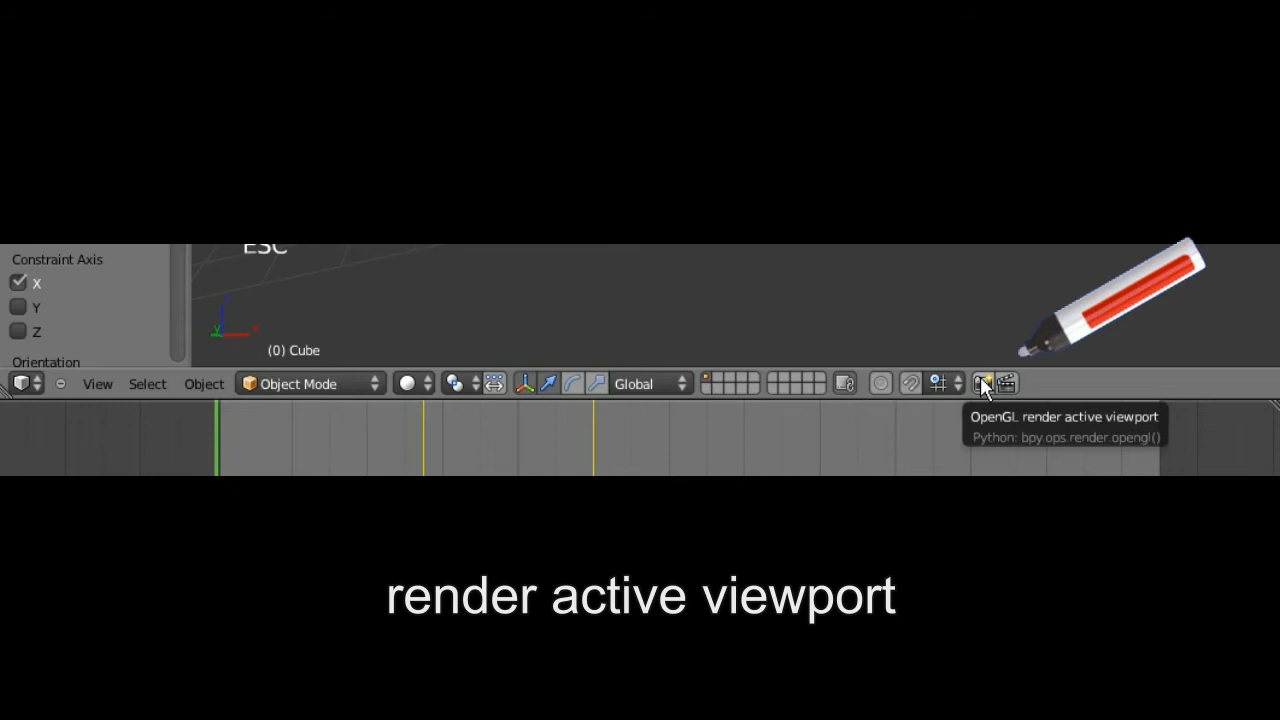 ESC
Constraint Axis
X
Y
Z
Orientation
y x
(0) Cube
View Select Object Object Mode Global
OpenGL render active viewport
Python: bpy.ops.render.opengl()
render active viewport